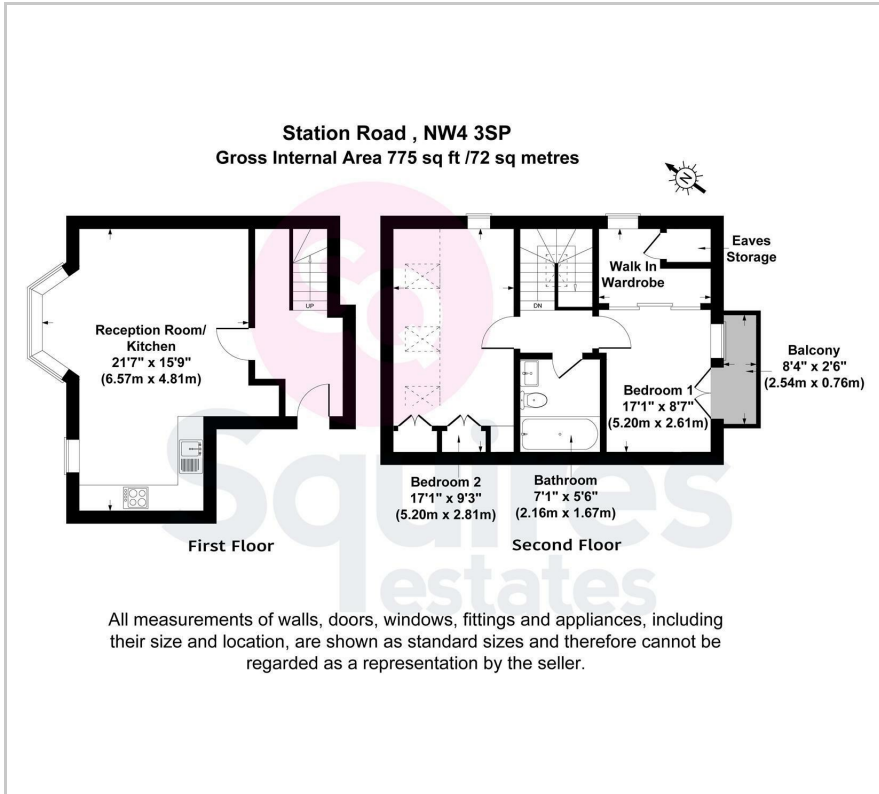 Station Road , NW4 3SP
Gross Internal Area 775 sq ft /72 sq metres
Reception Room/
Kitchen
21'7" x 15'9"
(6.57m x 4.81m)
UP
First Floor
DN
Walk In
Wardrobe
Eaves
Storage
Bedroom 1
17'1" x 8'7"
(5.20m x 2.61m)
Balcony
8'4" x 2'6"
(2.54m x 0.76m)
Bedroom 2
17'1" x 9'3"
(5.20m x 2.81m)
Bathroom
7'1" x 5'6"
(2.16m x 1.67m)
Second Floor
sq
Squires
estates
All measurements of walls, doors, windows, fittings and appliances, including
their size and location, are shown as standard sizes and therefore cannot be
regarded as a representation by the seller.